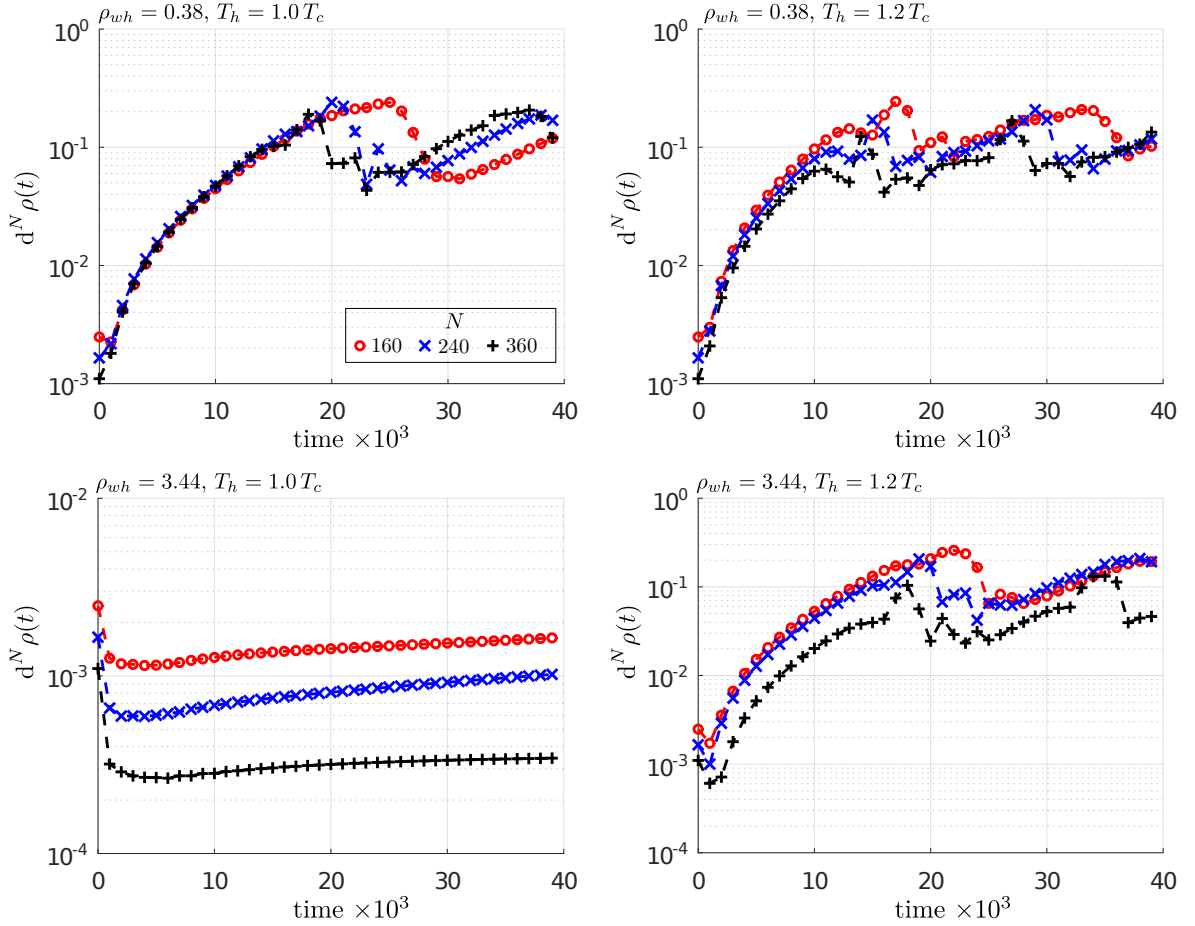 ρ_wh = 0.38, T_h = 1.0 T_c
10^0
10^-1
10^-2
10^-3
d^N ρ(t)
N
160 240 360
0 10 20 30 40
time ×10^3
ρ_wh = 0.38, T_h = 1.2 T_c
10^0
10^-1
10^-2
10^-3
d^N ρ(t)
0 10 20 30 40
time ×10^3
ρ_wh = 3.44, T_h = 1.0 T_c
10^-2
10^-3
10^-4
d^N ρ(t)
0 10 20 30 40
time ×10^3
ρ_wh = 3.44, T_h = 1.2 T_c
10^0
10^-1
10^-2
10^-3
10^-4
d^N ρ(t)
0 10 20 30 40
time ×10^3